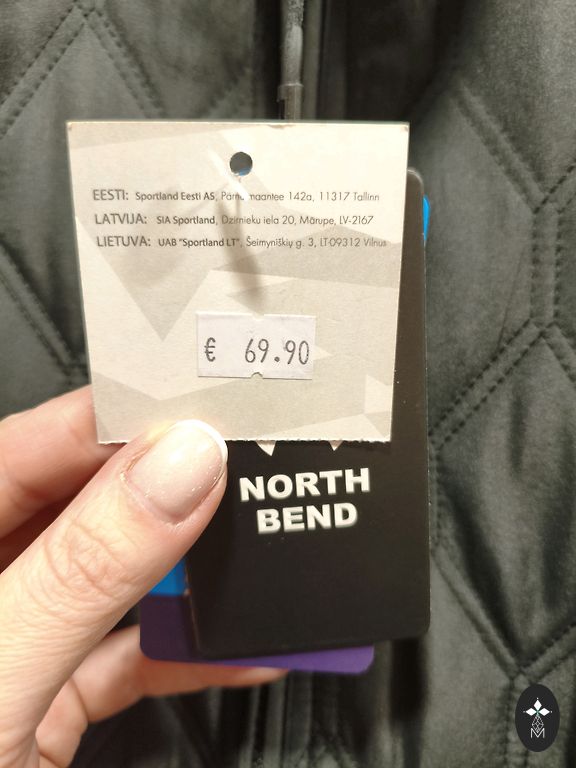 EESTI: Sportland Eesti AS, Pärnu maantee 142a, 11317 Tallinn
LATVIJA: SIA Sportland, Dzirnieku iela 20, Mārupe, LV-2167
LIETUVA: UAB "Sportland LT", Šeimyniškių g. 3, LT-09312 Vilnius
€ 69.90
NORTH
BEND
M